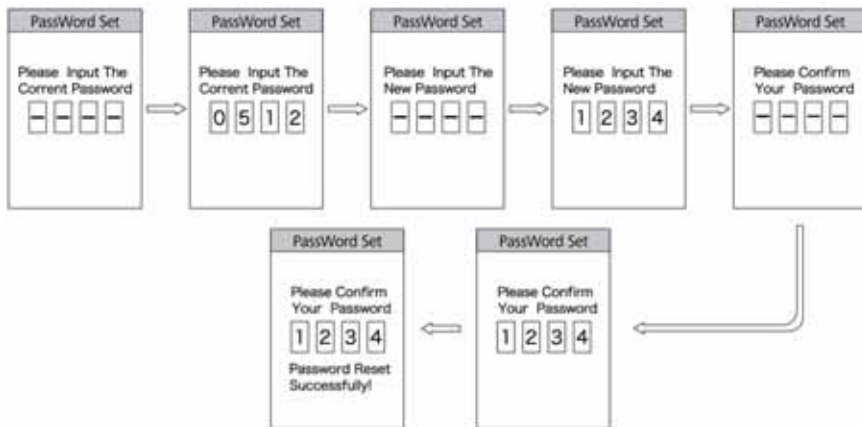 PassWord Set
Please Input The
Corrent Password
– – – –
PassWord Set
Please Input The
Corrent Password
0 5 1 2
PassWord Set
Please Input The
New Password
– – – –
PassWord Set
Please Input The
New Password
1 2 3 4
PassWord Set
Please Confirm
Your Password
– – – –
PassWord Set
Please Confirm
Your Password
1 2 3 4
PassWord Set
Please Confirm
Your Password
1 2 3 4
Password Reset
Successfully!